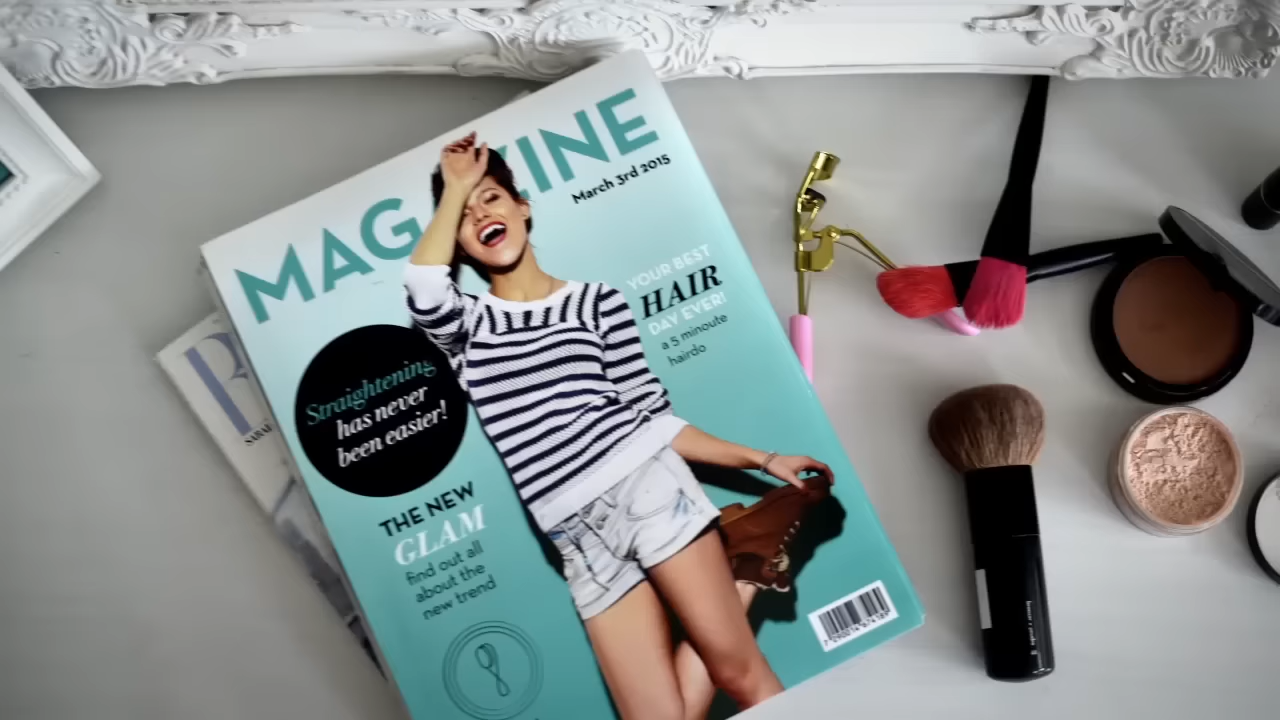 MAGAZINE
March 3rd 2015
YOUR BEST
HAIR
DAY EVER!
a 5 minoute
hairdo
Straightening
has never
been easier!
THE NEW
GLAM
find out all
about the
new trend
SARAH